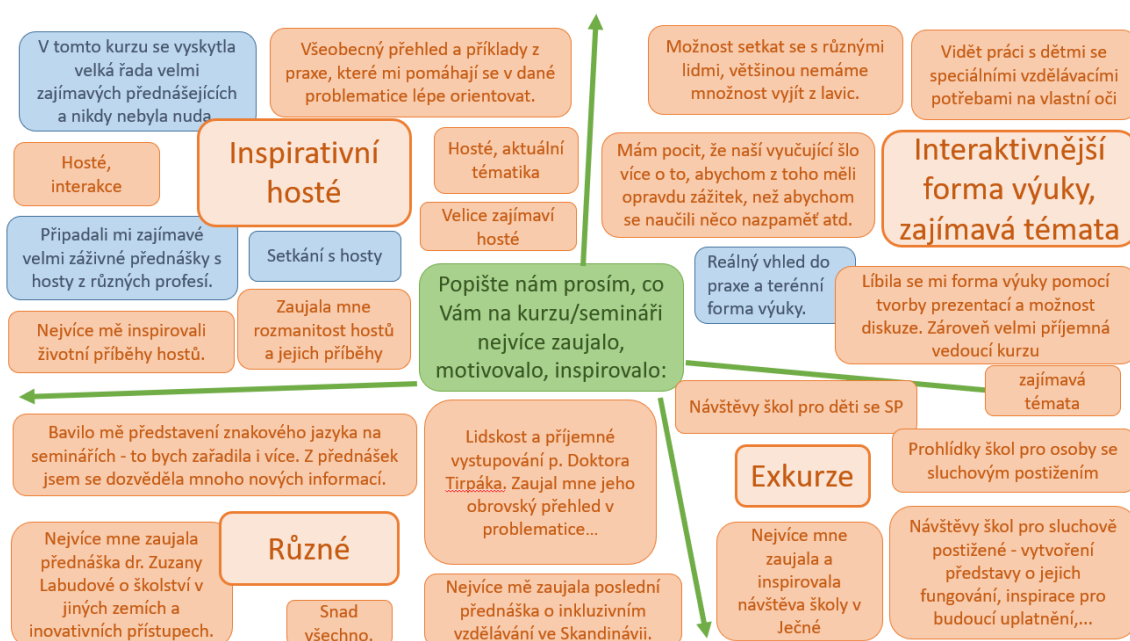 V tomto kurzu se vyskytla
velká řada velmi
zajímavých přednášejících
a nikdy nebyla nuda.
Všeobecný přehled a příklady z
praxe, které mi pomáhají se v dané
problematice lépe orientovat.
Hosté,
interakce
Inspirativní
hosté
Hosté, aktuální
tématika
Velice zajímaví
hosté
Připadali mi zajímavé
velmi záživné přednášky s
hosty z různých profesí.
Setkání s hosty
Nejvíce mě inspirovali
životní příběhy hostů.
Zaujala mne
rozmanitost hostů
a jejich příběhy
Možnost setkat se s různými
lidmi, většinou nemáme
možnost vyjít z lavic.
Vidět práci s dětmi se
speciálními vzdělávacími
potřebami na vlastní oči
Mám pocit, že naší vyučující šlo
více o to, abychom z toho měli
opravdu zážitek, než abychom
se naučili něco nazpaměť atd.
Interaktivnější
forma výuky,
zajímavá témata
Reálný vhled do
praxe a terénní
forma výuky.
Líbila se mi forma výuky pomocí
tvorby prezentací a možnost
diskuze. Zároveň velmi příjemná
vedoucí kurzu
zajímavá
témata
Popište nám prosím, co
Vám na kurzu/semináři
nejvíce zaujalo,
motivovalo, inspirovalo:
Bavilo mě představení znakového jazyka na
seminářích - to bych zařadila i více. Z přednášek
jsem se dozvěděla mnoho nových informací.
Lidskost a příjemné
vystupování p. Doktora
Tirpáka. Zaujal mne jeho
obrovský přehled v
problematice...
Nejvíce mne zaujala
přednáška dr. Zuzany
Labudové o školství v
jiných zemích a
inovativních přístupech.
Různé
Snad
všechno.
Nejvíce mě zaujala poslední
přednáška o inkluzivním
vzdělávání ve Skandinávii.
Návštěvy škol pro děti se SP
Exkurze
Prohlídky škol pro osoby se
sluchovým postižením
Nejvíce mne
zaujala a
inspirovala
návštěva školy v
Ječné
Návštěvy škol pro sluchově
postižené - vytvoření
představy o jejich
fungování, inspirace pro
budoucí uplatnění,...